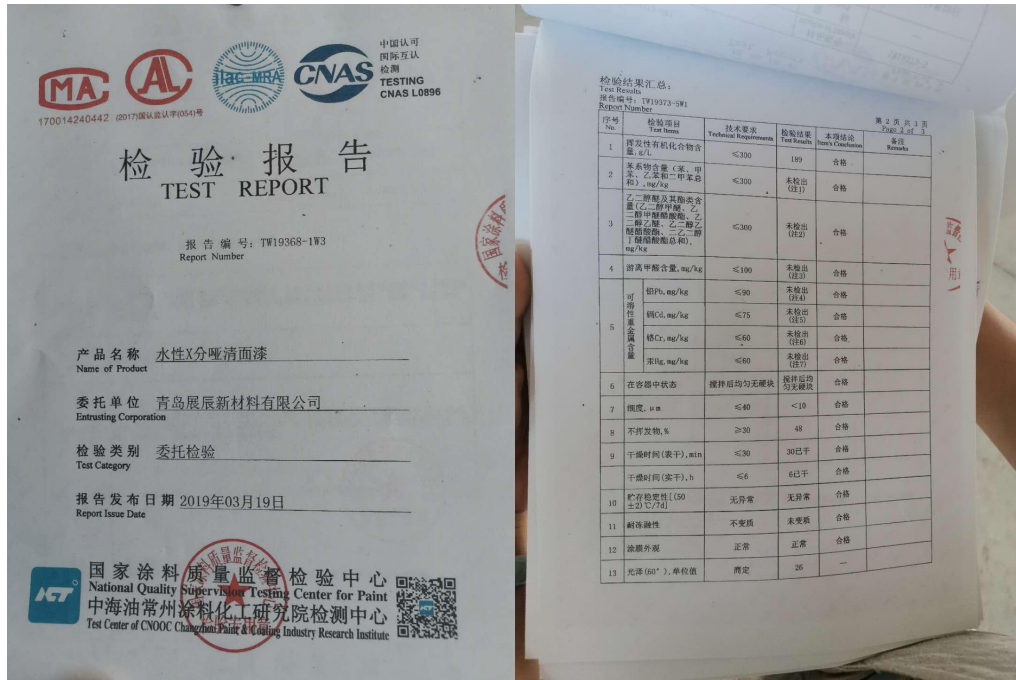 MA
170014240442
AL
(2017)国认监认字(054)号
ilac-MRA
CNAS
中国认可
国际互认
检测
TESTING
CNAS L0896
检 验 报 告
TEST REPORT
报 告 编 号: TW19368-1W3
Report Number
产品名称 水性X分哑清面漆
Name of Product
委托单位 青岛展辰新材料有限公司
Entrusting Corporation
检验类别 委托检验
Test Category
报告发布日期 2019年03月19日
Report Issue Date
国家涂料质量监督检验中心
National Quality Supervision Testing Center for Paint
中海油常州涂料化工研究院检测中心
Test Center of CNOOC Changzhou Paint & Coating Industry Research Institute
检验结果汇总:
Test Results
报告编号: TW19373-5W1
Report Number
第 2 页 共 3 页
Page 2 of 3
序号 检验项目 技术要求 检验结果 本项结论 备注
No. Test Items Technical Requirements Test Results Item's Conclusion Remarks
1 挥发性有机化合物含量,g/L ≤300 189 合格
2 苯系物含量(苯、甲苯、乙苯和二甲苯总和),mg/kg ≤300 未检出(注1) 合格
3 乙二醇醚及其酯类含量(乙二醇甲醚、乙二醇甲醚醋酸酯、乙二醇乙醚、乙二醇乙醚醋酸酯、二乙二醇丁醚醋酸酯总和),mg/kg ≤300 未检出(注2) 合格
4 游离甲醛含量,mg/kg ≤100 未检出(注3) 合格
5 可溶性重金属含量 铅Pb,mg/kg ≤90 未检出(注4) 合格
镉Cd,mg/kg ≤75 未检出(注5) 合格
铬Cr,mg/kg ≤60 未检出(注6) 合格
汞Hg,mg/kg ≤60 未检出(注7) 合格
6 在容器中状态 搅拌后均匀无硬块 搅拌后均匀无硬块 合格
7 细度,μm ≤40 <10 合格
8 不挥发物,% ≥30 48 合格
9 干燥时间(表干),min ≤30 30已干 合格
干燥时间(实干),h ≤6 6已干 合格
10 贮存稳定性[(50±2)℃/7d] 无异常 无异常 合格
11 耐冻融性 不变质 未变质 合格
12 涂膜外观 正常 正常 合格
13 光泽(60°),单位值 商定 26 —